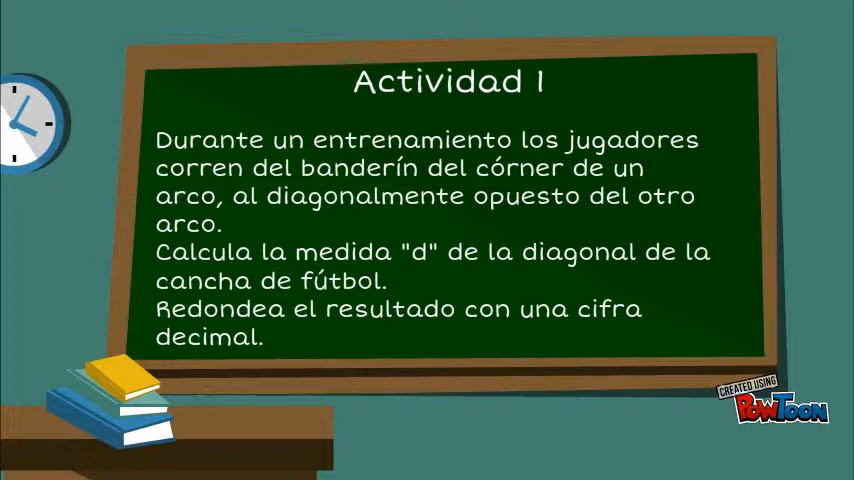 Actividad 1
Durante un entrenamiento los jugadores
corren del banderín del córner de un
arco, al diagonalmente opuesto del otro
arco.
Calcula la medida "d" de la diagonal de la
cancha de fútbol.
Redondea el resultado con una cifra
decimal.
CREATED USING
POWTOON